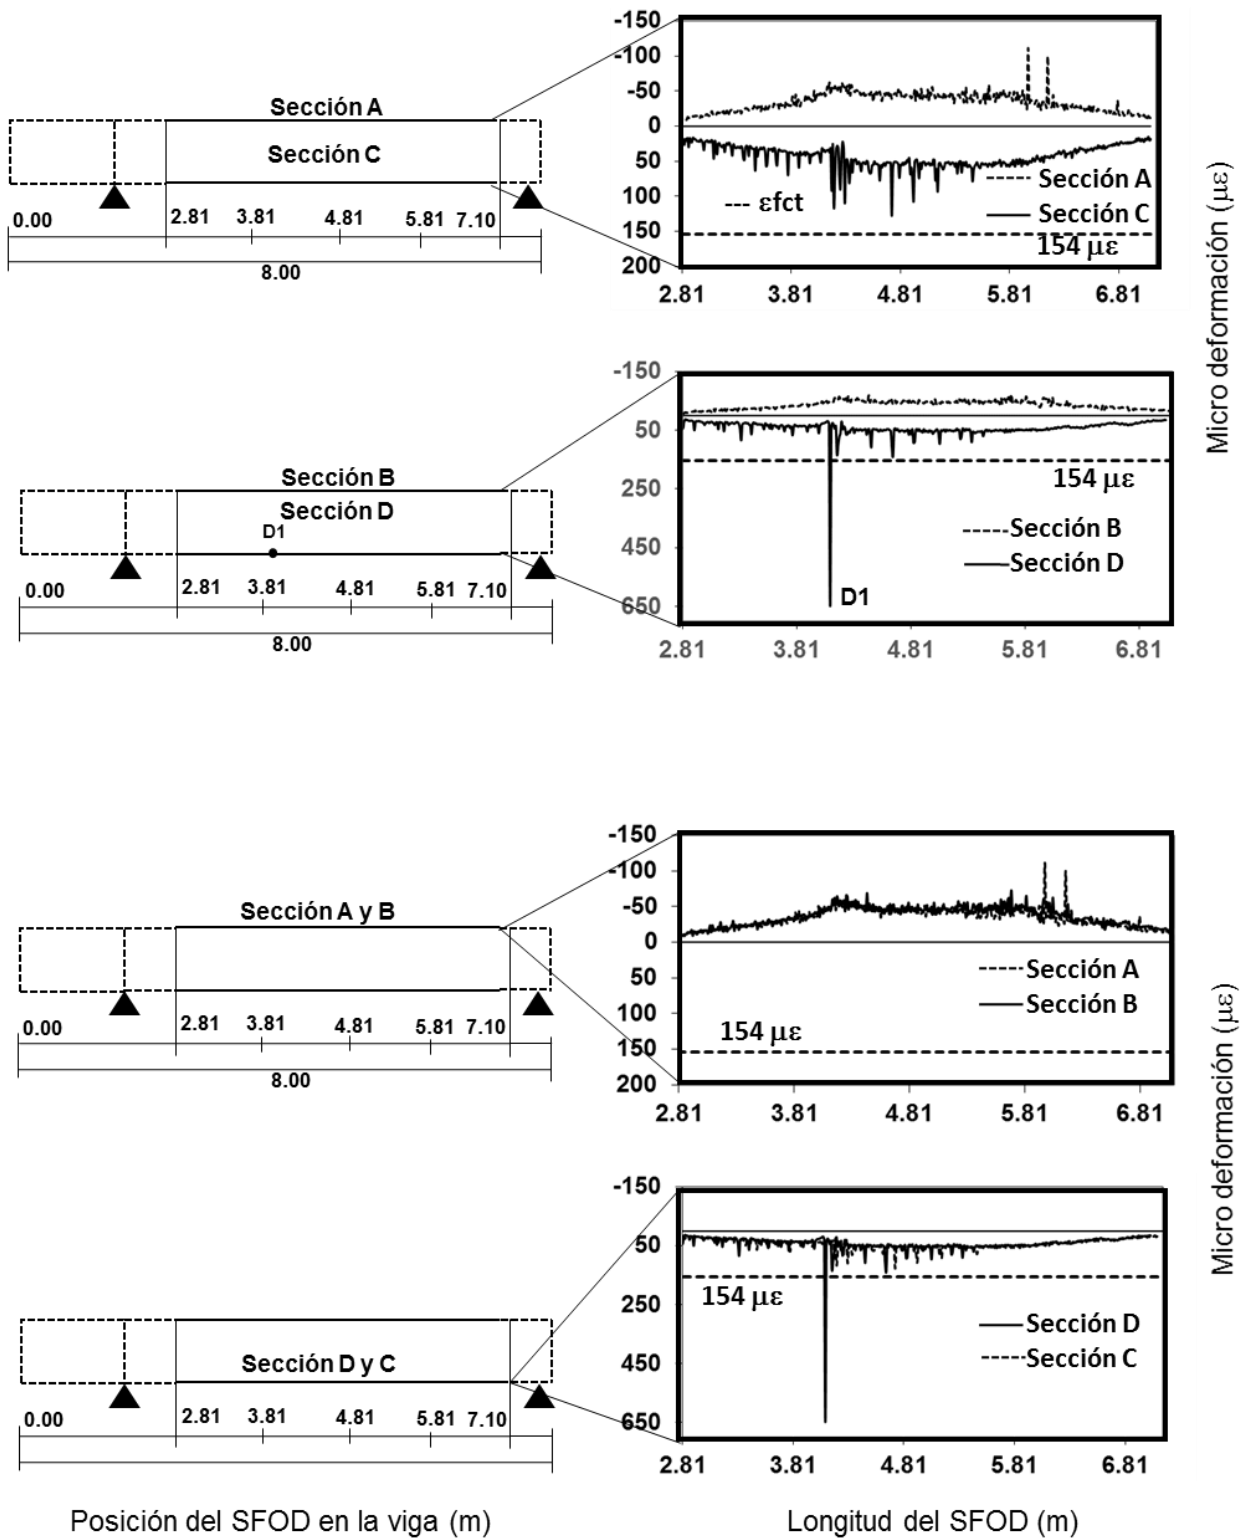 Sección A
Sección C
0.00
2.81 3.81 4.81 5.81 7.10
8.00
-150
-100
-50
0
50
100
150
200
εfct
Sección A
Sección C
154 με
2.81 3.81 4.81 5.81 6.81
Micro deformación (με)
Sección B
Sección D
D1
0.00 2.81 3.81 4.81 5.81 7.10
8.00
-150
50
250
450
650
154 με
Sección B
Sección D
D1
2.81 3.81 4.81 5.81 6.81
Sección A y B
0.00 2.81 3.81 4.81 5.81 7.10
8.00
-150
-100
-50
0
50
100
150
200
Sección A
Sección B
154 με
2.81 3.81 4.81 5.81 6.81
Micro deformación (με)
Sección D y C
0.00 2.81 3.81 4.81 5.81 7.10
-150
50
250
450
650
154 με
Sección D
Sección C
2.81 3.81 4.81 5.81 6.81
Posición del SFOD en la viga (m)
Longitud del SFOD (m)